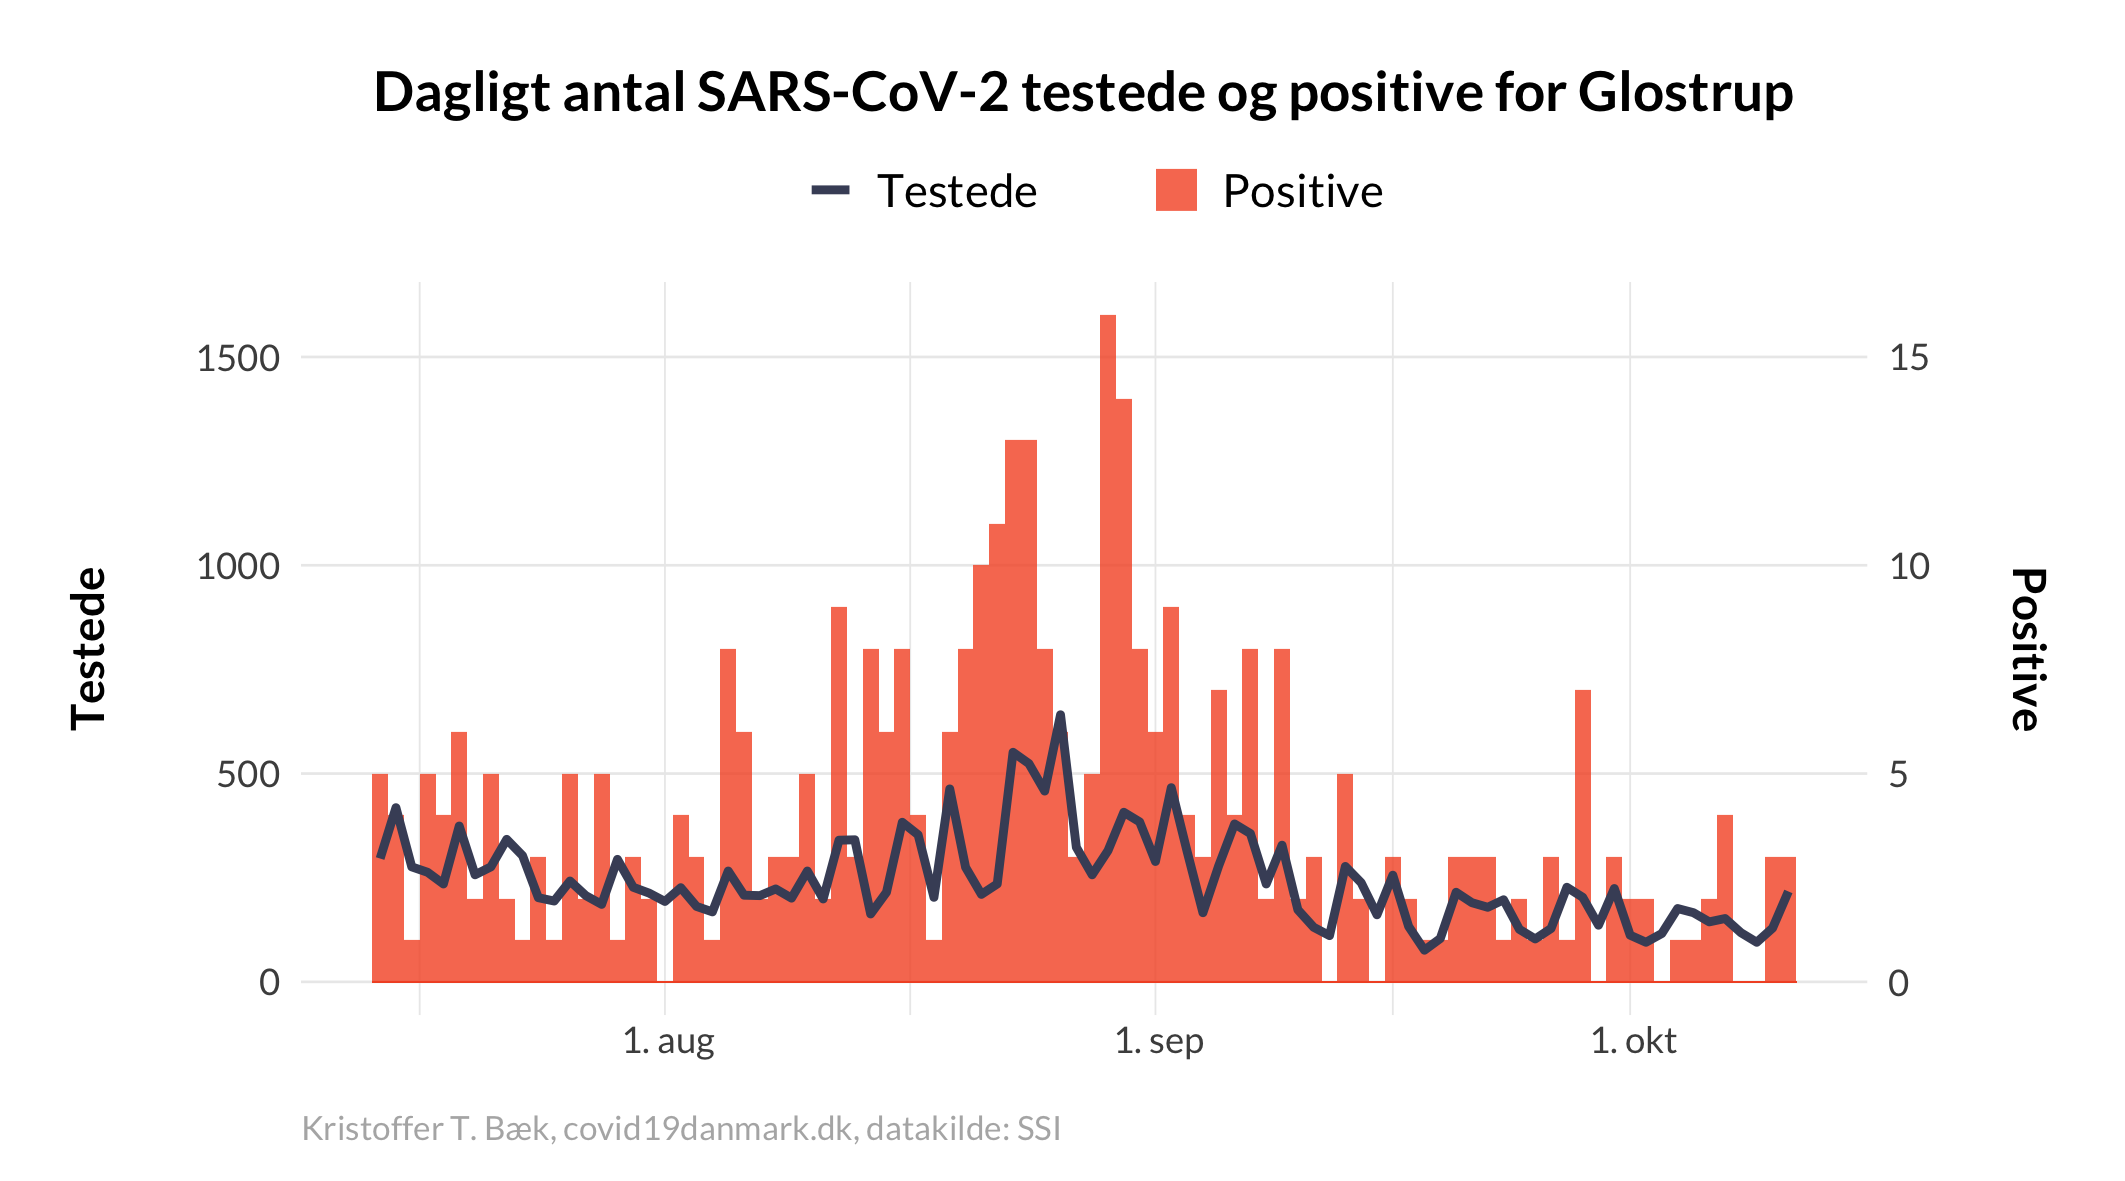 Dagligt antal SARS-CoV-2 testede og positive for Glostrup
Testede Positive
1500 15
1000 10
500 5
0 0
Testede
Positive
1. aug 1. sep 1. okt
Kristoffer T. Bæk, covid19danmark.dk, datakilde: SSI